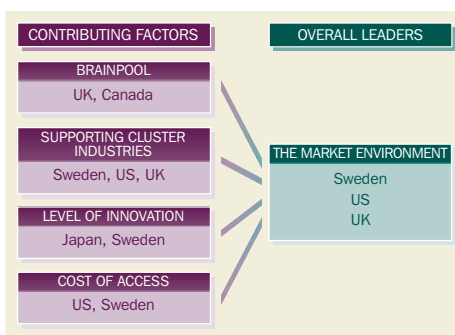 CONTRIBUTING FACTORS
BRAINPOOL
UK, Canada
SUPPORTING CLUSTER
INDUSTRIES
Sweden, US, UK
LEVEL OF INNOVATION
Japan, Sweden
COST OF ACCESS
US, Sweden
OVERALL LEADERS
THE MARKET ENVIRONMENT
Sweden
US
UK